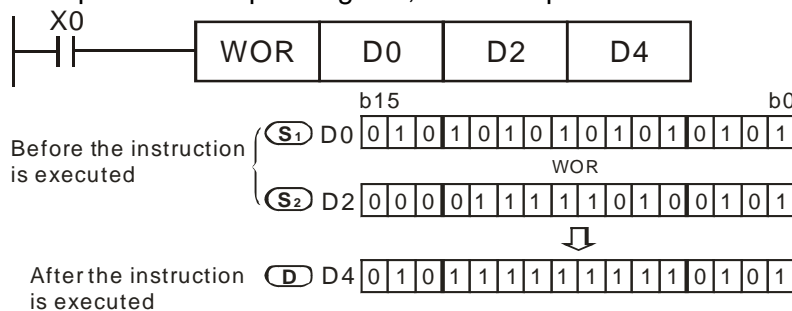 X0
WOR D0 D2 D4
b15 b0
Before the instruction
is executed
S1 D0 0 1 0 1 0 1 0 1 0 1 0 1 0 1 0 1
WOR
S2 D2 0 0 0 0 1 1 1 1 1 0 1 0 0 1 0 1
After the instruction
is executed
D D4 0 1 0 1 1 1 1 1 1 1 1 1 0 1 0 1